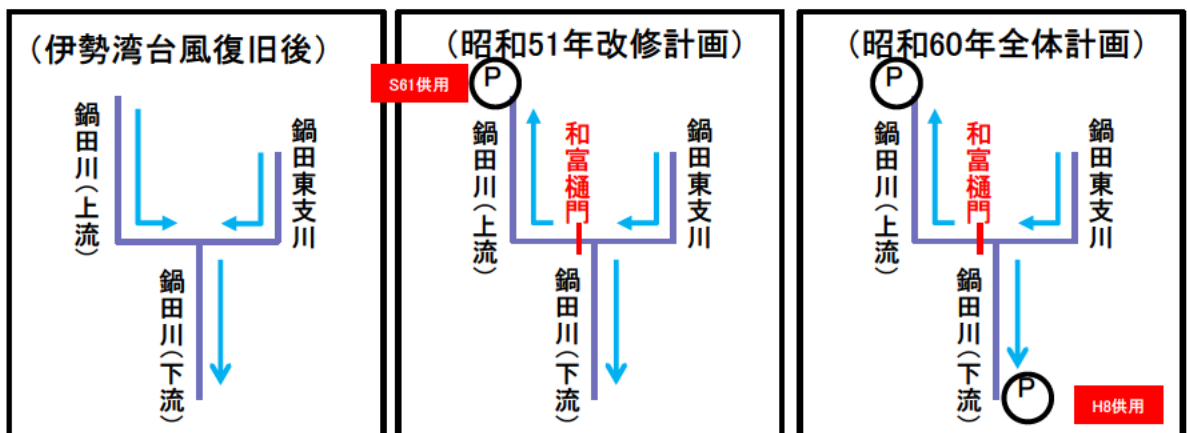 （伊勢湾台風復旧後）
鍋田川（上流）
鍋田東支川
鍋田川（下流）
（昭和51年改修計画）
S61供用
P
鍋田川（上流）
和富樋門
鍋田東支川
鍋田川（下流）
（昭和60年全体計画）
P
鍋田川（上流）
和富樋門
鍋田東支川
鍋田川（下流）
P
H8供用